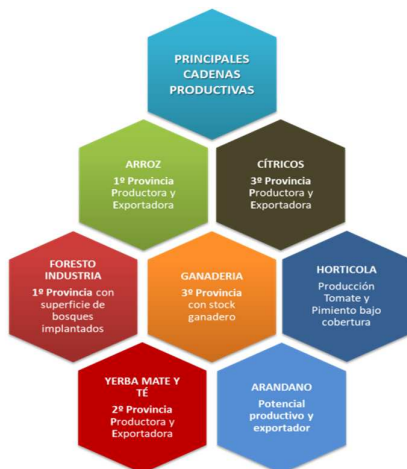 PRINCIPALES
CADENAS
PRODUCTIVAS
ARROZ
1º Provincia
Productora y
Exportadora
CÍTRICOS
3º Provincia
Productora y
Exportadora
FORESTO
INDUSTRIA
1º Provincia con
superficie de
bosques
implantados
GANADERIA
3º Provincia
con stock
ganadero
HORTICOLA
Producción
Tomate y
Pimiento bajo
cobertura
YERBA MATE Y
TÉ
2º Provincia
Productora y
Exportadora
ARANDANO
Potencial
productivo y
exportador